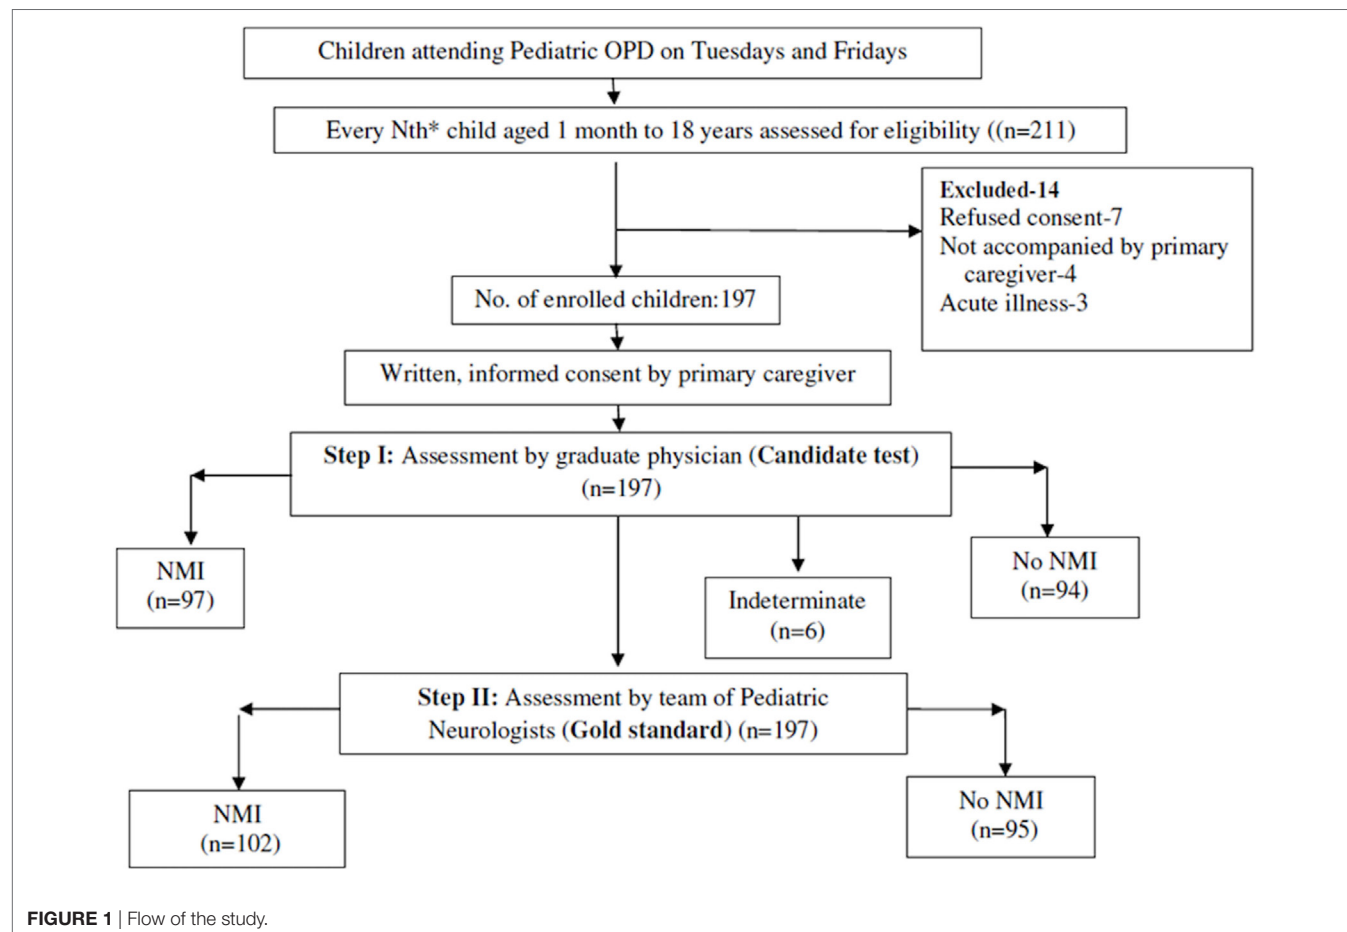 Children attending Pediatric OPD on Tuesdays and Fridays
Every Nth* child aged 1 month to 18 years assessed for eligibility ((n=211)
Excluded-14
Refused consent-7
Not accompanied by primary
caregiver-4
Acute illness-3
No. of enrolled children:197
Written, informed consent by primary caregiver
Step I: Assessment by graduate physician (Candidate test)
(n=197)
NMI
(n=97)
Indeterminate
(n=6)
No NMI
(n=94)
Step II: Assessment by team of Pediatric
Neurologists (Gold standard) (n=197)
NMI
(n=102)
No NMI
(n=95)
FIGURE 1 | Flow of the study.